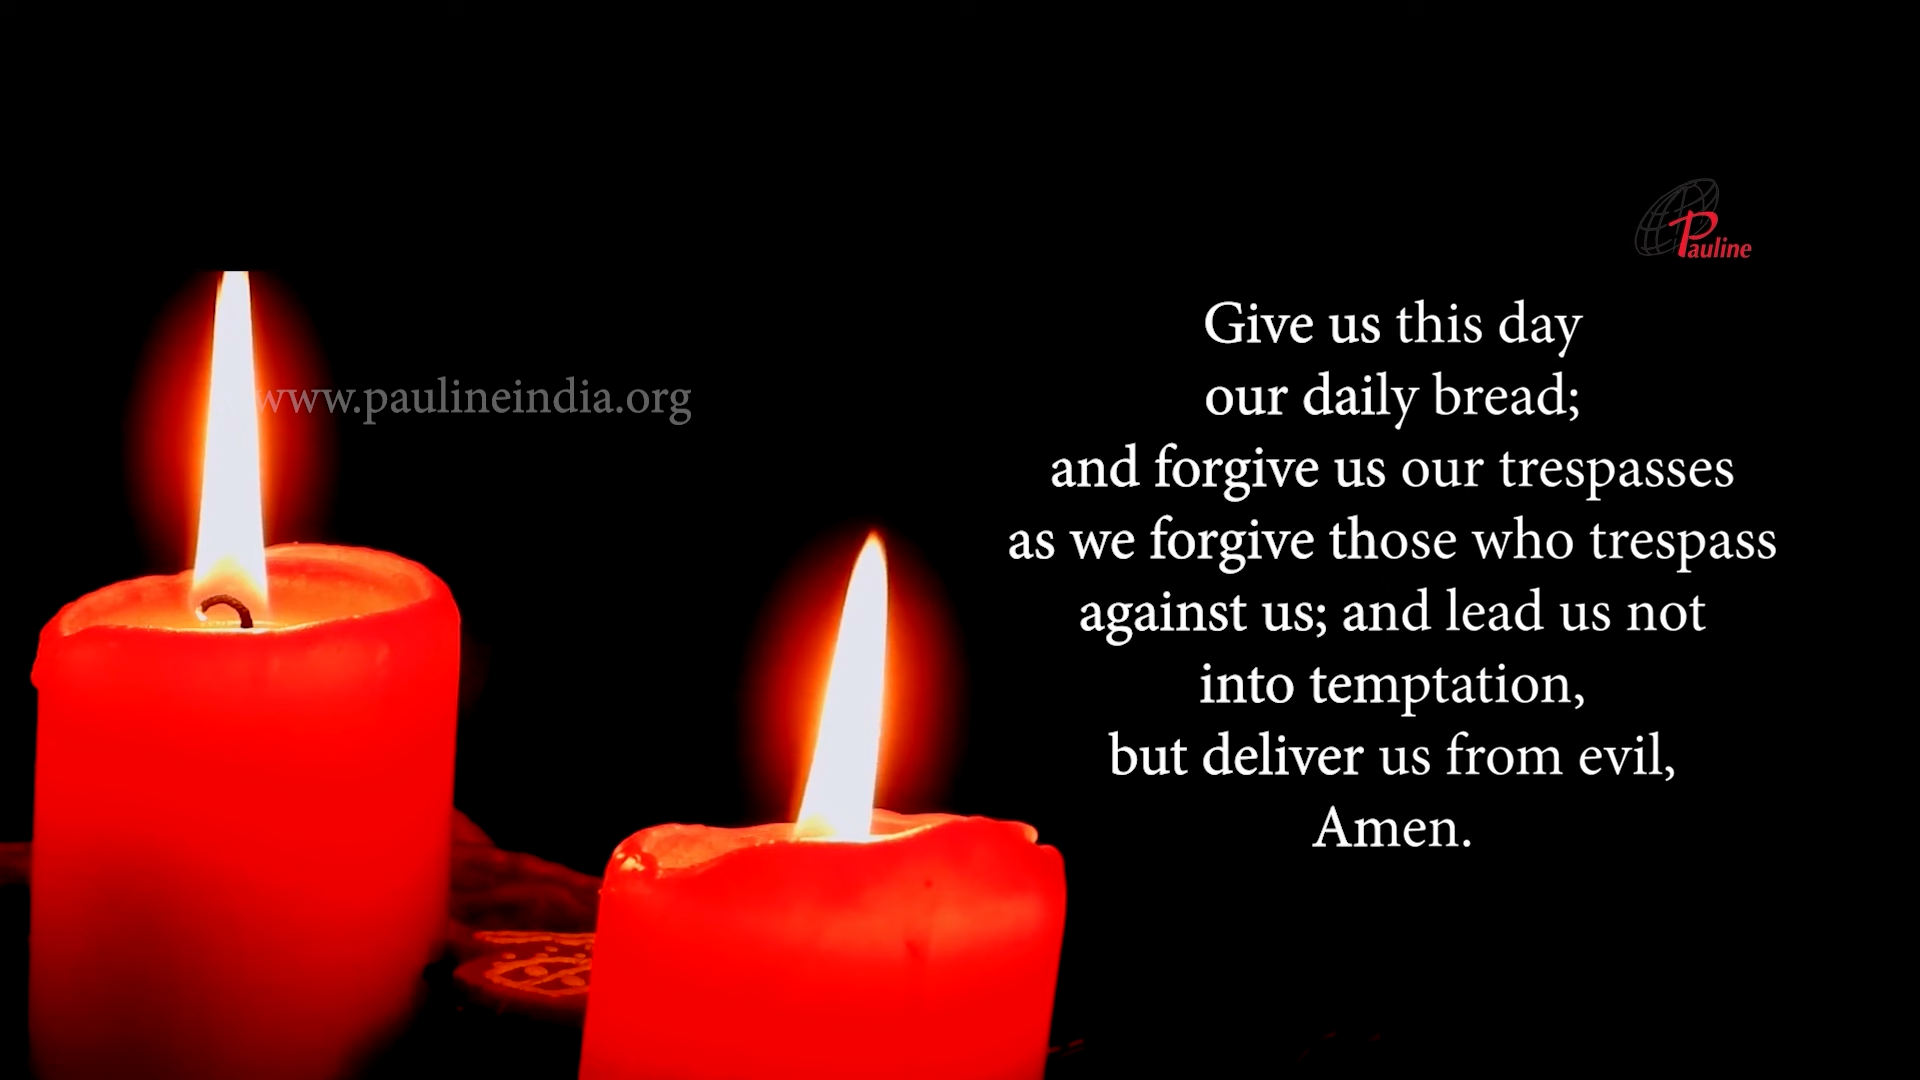 Pauline
www.paulineindia.org
Give us this day
our daily bread;
and forgive us our trespasses
as we forgive those who trespass
against us; and lead us not
into temptation,
but deliver us from evil,
Amen.